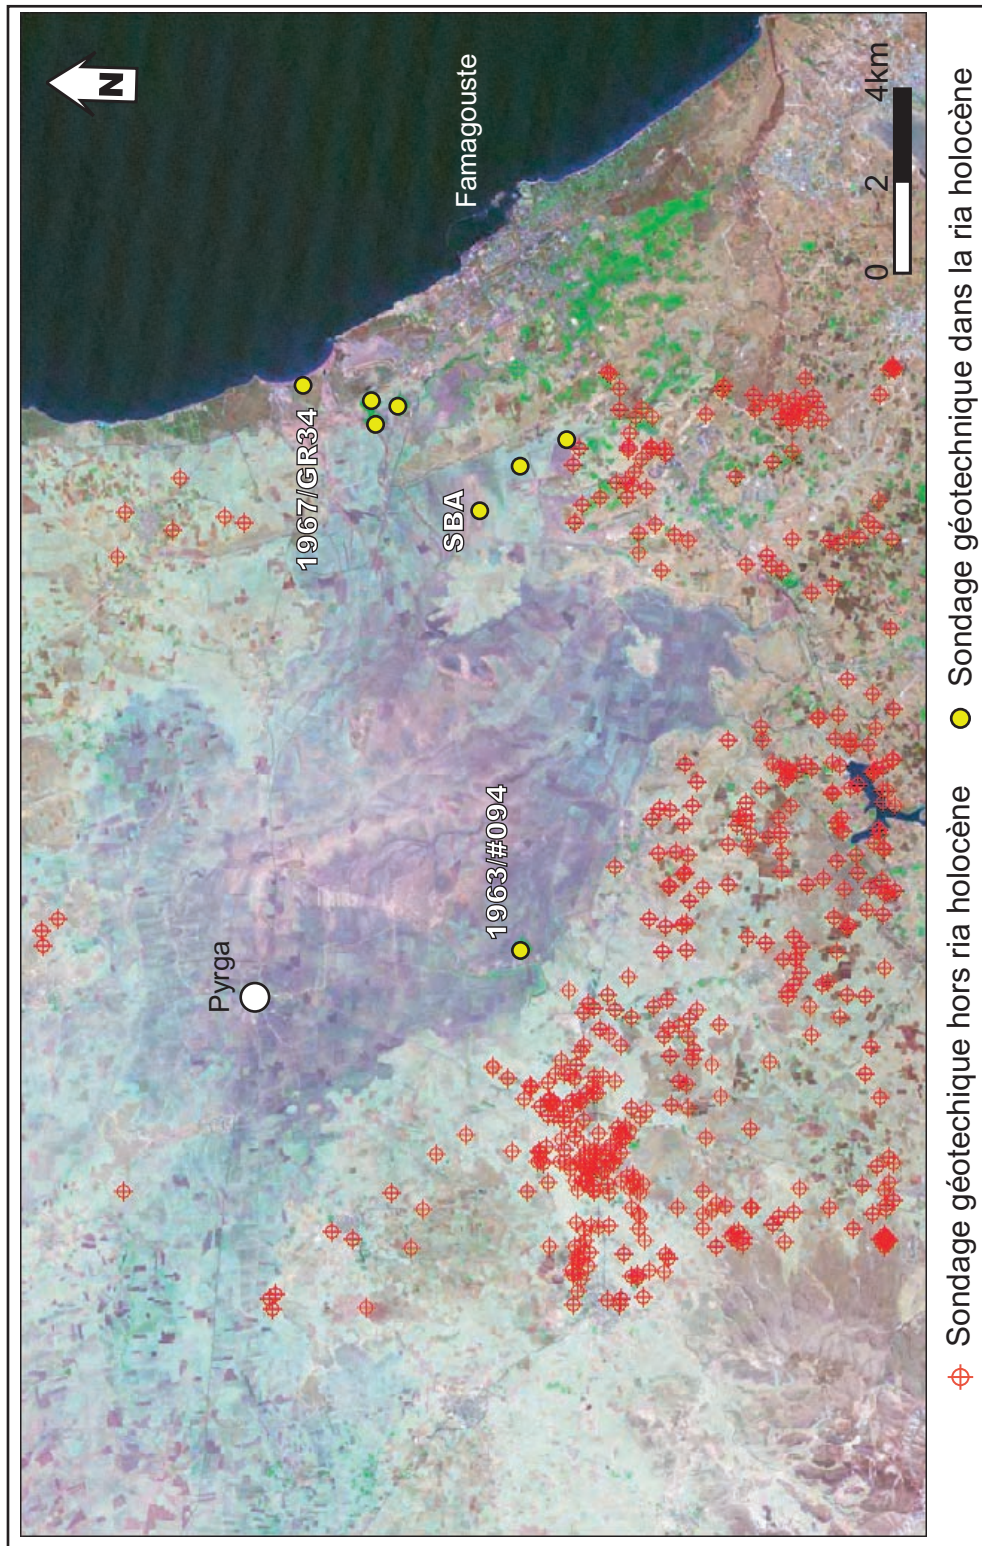 N
Famagouste
1967/GR34
SBA
1963/#094
Pyrga
0 2 4km
Sondage géotechique hors ria holocène
Sondage géotechnique dans la ria holocène